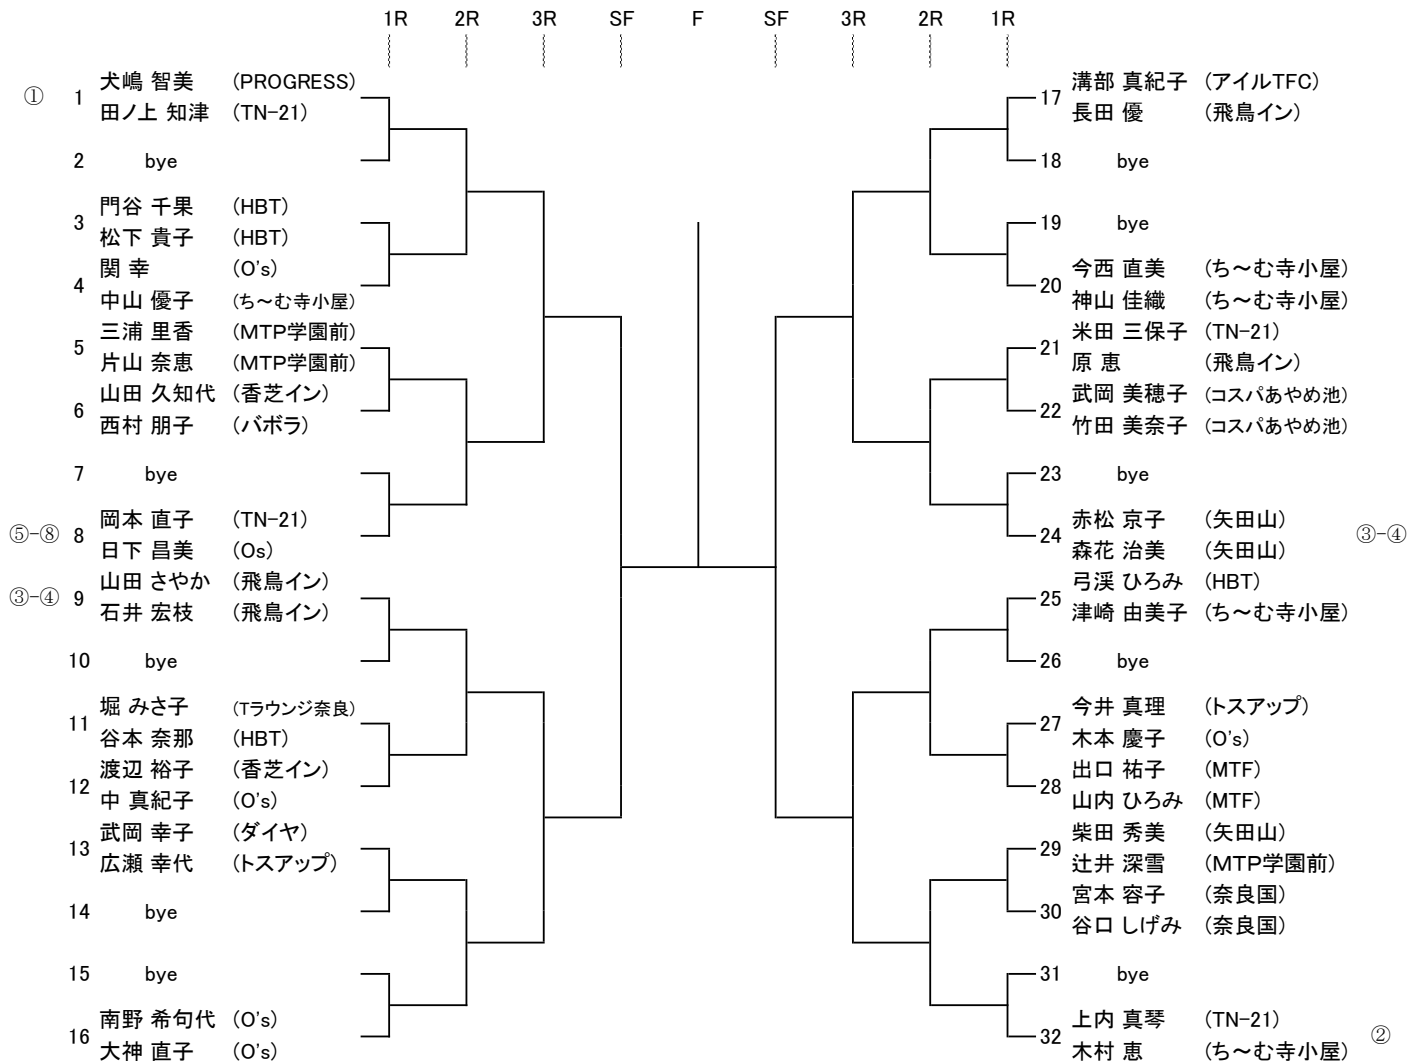 1R 2R 3R SF F SF 3R 2R 1R
① 1 犬嶋 智美 (PROGRESS)
田ノ上 知津 (TN-21)
2 bye
3 門谷 千果 (HBT)
松下 貴子 (HBT)
4 関 幸 (O's)
中山 優子 (ち~む寺小屋)
5 三浦 里香 (MTP学園前)
片山 奈恵 (MTP学園前)
6 山田 久知代 (香芝イン)
西村 朋子 (バボラ)
7 bye
⑤-⑧ 8 岡本 直子 (TN-21)
日下 昌美 (Os)
③-④ 9 山田 さやか (飛鳥イン)
石井 宏枝 (飛鳥イン)
10 bye
11 堀 みさ子 (Tラウンジ奈良)
谷本 奈那 (HBT)
12 渡辺 裕子 (香芝イン)
中 真紀子 (O's)
13 武岡 幸子 (ダイヤ)
広瀬 幸代 (トスアップ)
14 bye
15 bye
16 南野 希句代 (O's)
大神 直子 (O's)
17 溝部 真紀子 (アイルTFC)
長田 優 (飛鳥イン)
18 bye
19 bye
20 今西 直美 (ち~む寺小屋)
神山 佳織 (ち~む寺小屋)
21 米田 三保子 (TN-21)
原 恵 (飛鳥イン)
22 武岡 美穂子 (コスパあやめ池)
竹田 美奈子 (コスパあやめ池)
23 bye
24 赤松 京子 (矢田山) ③-④
森花 治美 (矢田山)
25 弓渓 ひろみ (HBT)
津崎 由美子 (ち~む寺小屋)
26 bye
27 今井 真理 (トスアップ)
木本 慶子 (O's)
28 出口 祐子 (MTF)
山内 ひろみ (MTF)
29 柴田 秀美 (矢田山)
辻井 深雪 (MTP学園前)
30 宮本 容子 (奈良国)
谷口 しげみ (奈良国)
31 bye
32 上内 真琴 (TN-21) ②
木村 恵 (ち~む寺小屋)